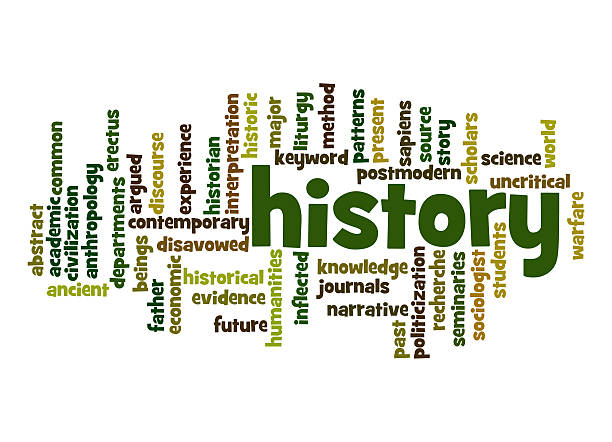 abstract
academic
common
civilization
anthropology
ancient
departments
erectus
argued
beings
discourse
contemporary
disavowed
father
economic
experience
historical
evidence
future
historian
interpretation
historic
humanities
major
keyword
history
inflected
liturgy
method
knowledge
journals
narrative
patterns
present
postmodern
sapiens
source
story
past
politicization
recherche
seminaries
scholars
sociologist
students
science
uncritical
world
warfare